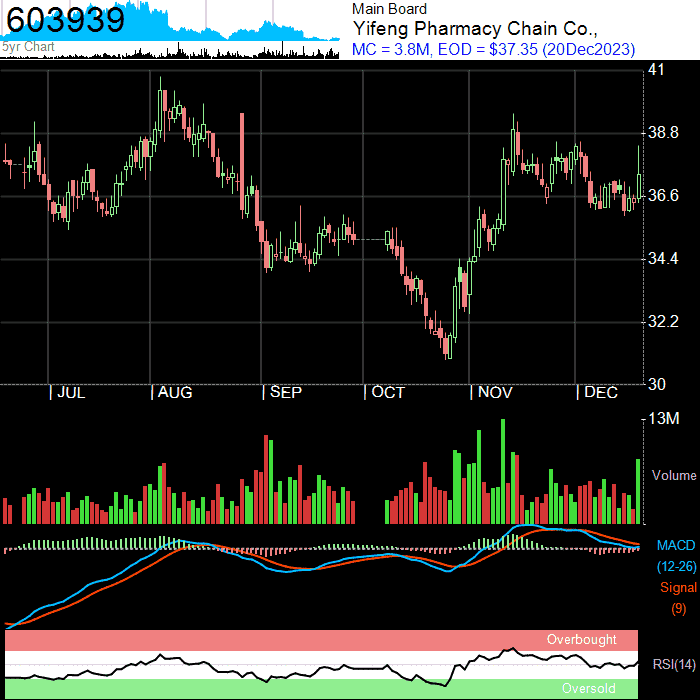 603939
5yr Chart
Main Board
Yifeng Pharmacy Chain Co.,
MC = 3.8M, EOD = $37.35 (20Dec2023)
41
38.8
36.6
34.4
32.2
30
| JUL | AUG | SEP | OCT | NOV | DEC
13M
Volume
MACD
(12-26)
Signal
(9)
Overbought
RSI(14)
Oversold